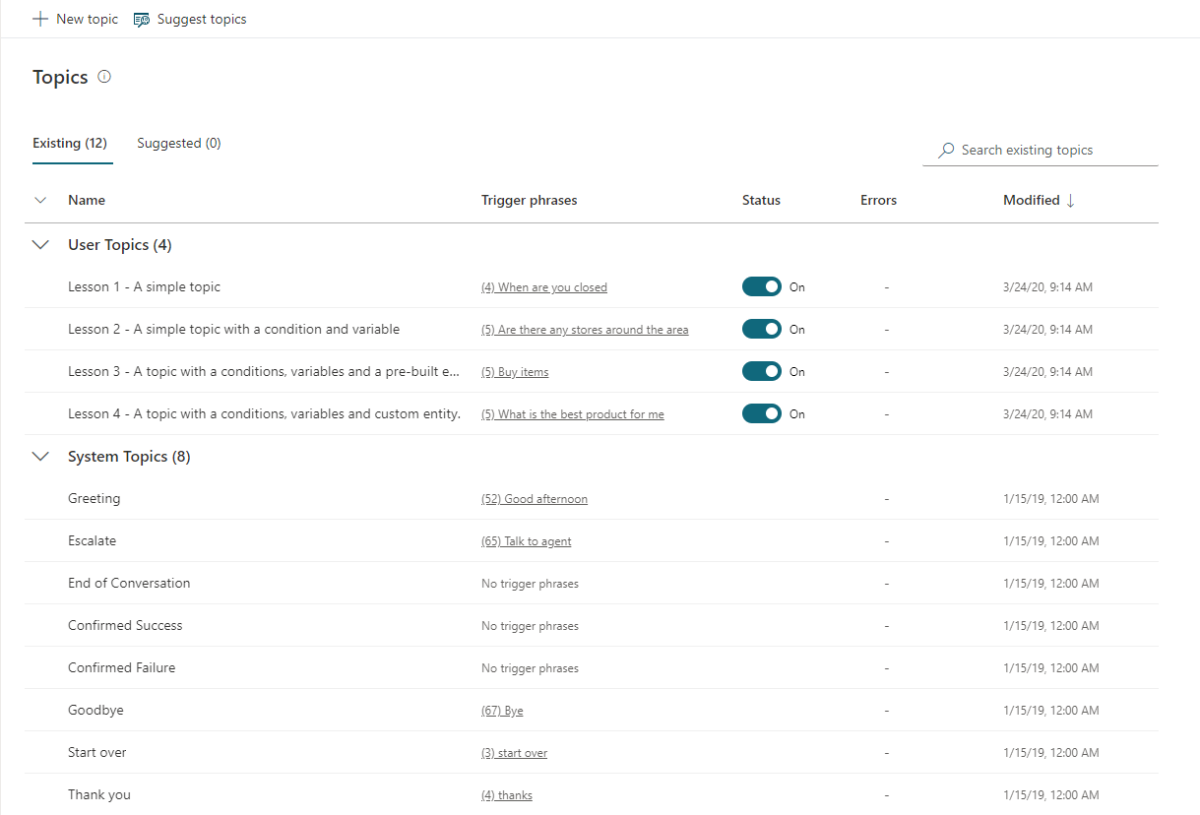 New topic Suggest topics
Topics
Existing (12) Suggested (0)
Search existing topics
Name Trigger phrases Status Errors Modified ↓
User Topics (4)
Lesson 1 - A simple topic (4) When are you closed On - 3/24/20, 9:14 AM
Lesson 2 - A simple topic with a condition and variable (5) Are there any stores around the area On - 3/24/20, 9:14 AM
Lesson 3 - A topic with a conditions, variables and a pre-built e... (5) Buy items On - 3/24/20, 9:14 AM
Lesson 4 - A topic with a conditions, variables and custom entity. (5) What is the best product for me On - 3/24/20, 9:14 AM
System Topics (8)
Greeting (52) Good afternoon - 1/15/19, 12:00 AM
Escalate (65) Talk to agent - 1/15/19, 12:00 AM
End of Conversation No trigger phrases - 1/15/19, 12:00 AM
Confirmed Success No trigger phrases - 1/15/19, 12:00 AM
Confirmed Failure No trigger phrases - 1/15/19, 12:00 AM
Goodbye (67) Bye - 1/15/19, 12:00 AM
Start over (3) start over - 1/15/19, 12:00 AM
Thank you (4) thanks - 1/15/19, 12:00 AM